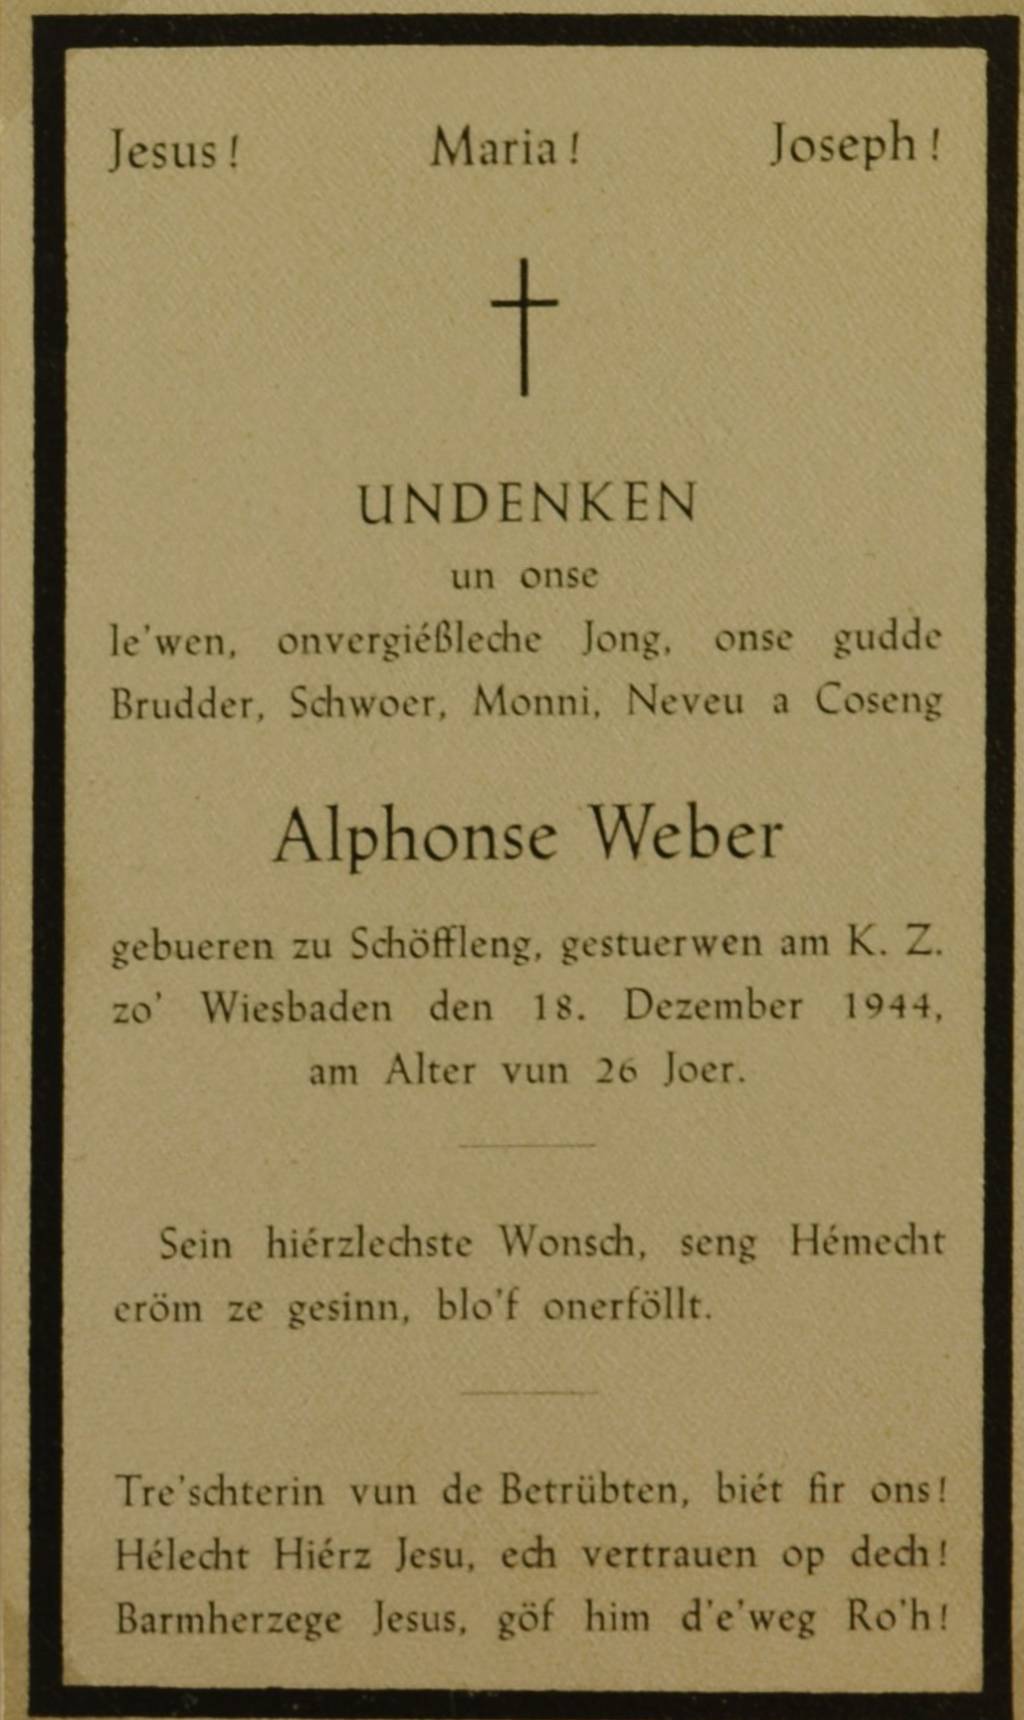 Jesus! Maria! Joseph!
UNDENKEN
un onse
le'wen, onvergiéßleche Jong, onse gudde
Brudder, Schwoer, Monni, Neveu a Coseng
Alphonse Weber
gebueren zu Schöffleng, gestuerwen am K. Z.
zo' Wiesbaden den 18. Dezember 1944,
am Alter vun 26 Joer.
Sein hiérzlechste Wonsch, seng Hémecht
eröm ze gesinn, blo'f onerföllt.
Tre'schterin vun de Betrübten, biét fir ons!
Hélecht Hiérz Jesu, ech vertrauen op dech!
Barmherzege Jesus, göf him d'e'weg Ro'h!